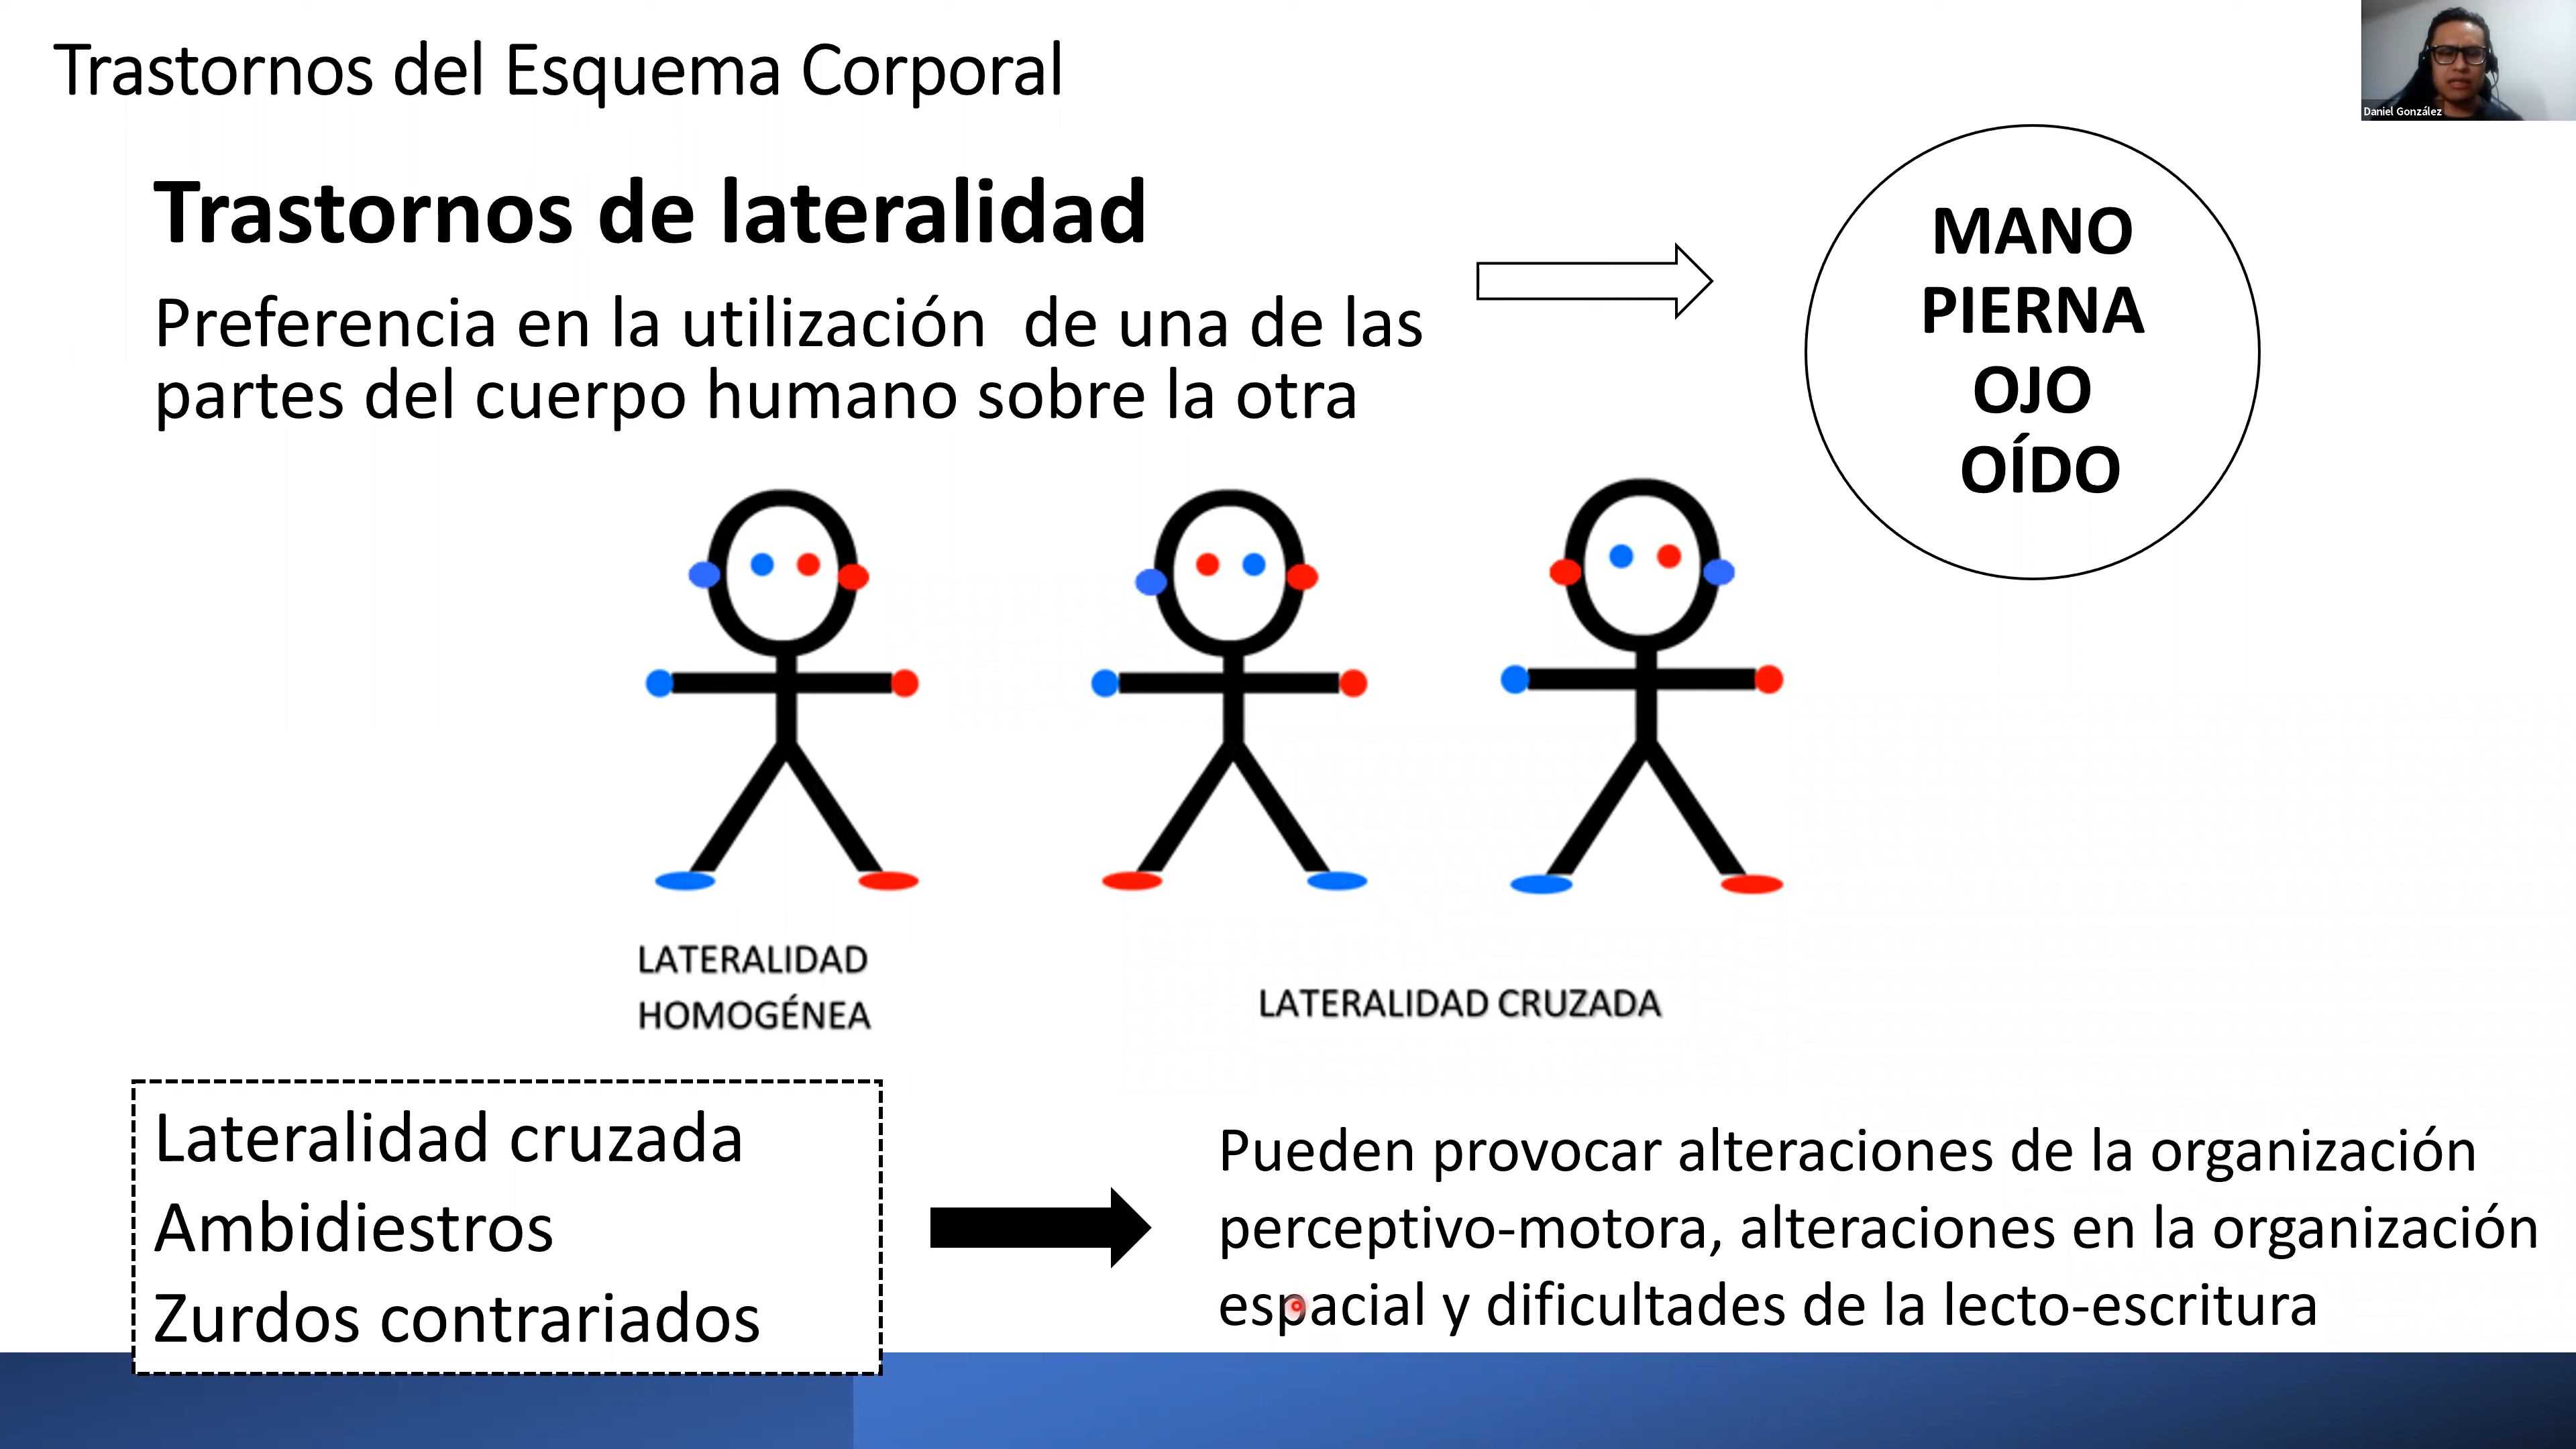 Trastornos del Esquema Corporal
Daniel González
Trastornos de lateralidad
Preferencia en la utilización  de una de las
partes del cuerpo humano sobre la otra
MANO
PIERNA
OJO
OÍDO
LATERALIDAD
HOMOGÉNEA
LATERALIDAD CRUZADA
Lateralidad cruzada
Ambidiestros
Zurdos contrariados
Pueden provocar alteraciones de la organización
perceptivo-motora, alteraciones en la organización
espacial y dificultades de la lecto-escritura